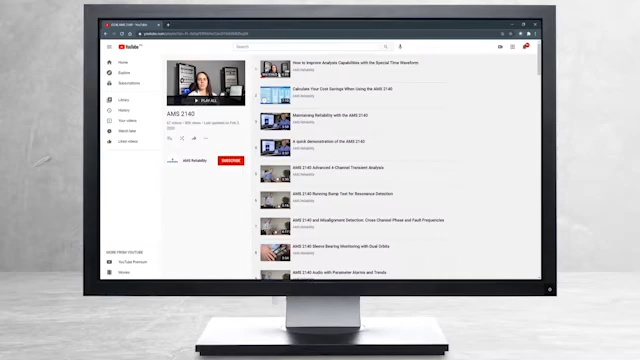 YouTube
Search
Home
Explore
Subscriptions
Library
History
Your videos
Watch later
Liked videos
MORE FROM YOUTUBE
YouTube Premium
Movies
PLAY ALL
AMS 2140
AMS Reliability
SUBSCRIBE
How to Improve Analysis Capabilities with the Special Time Waveform
AMS Reliability
Calculate Your Cost Savings When Using the AMS 2140
AMS Reliability
Maintaining Reliability with the AMS 2140
AMS Reliability
A quick demonstration of the AMS 2140
AMS Reliability
AMS 2140 Advanced 4-Channel Transient Analysis
AMS Reliability
AMS 2140 Running Bump Test for Resonance Detection
AMS Reliability
AMS 2140 and Misalignment Detection: Cross Channel Phase and Fault Frequencies
AMS Reliability
AMS 2140 Sleeve Bearing Monitoring with Dual Orbits
AMS Reliability
AMS 2140 Audio with Parameter Alarms and Trends